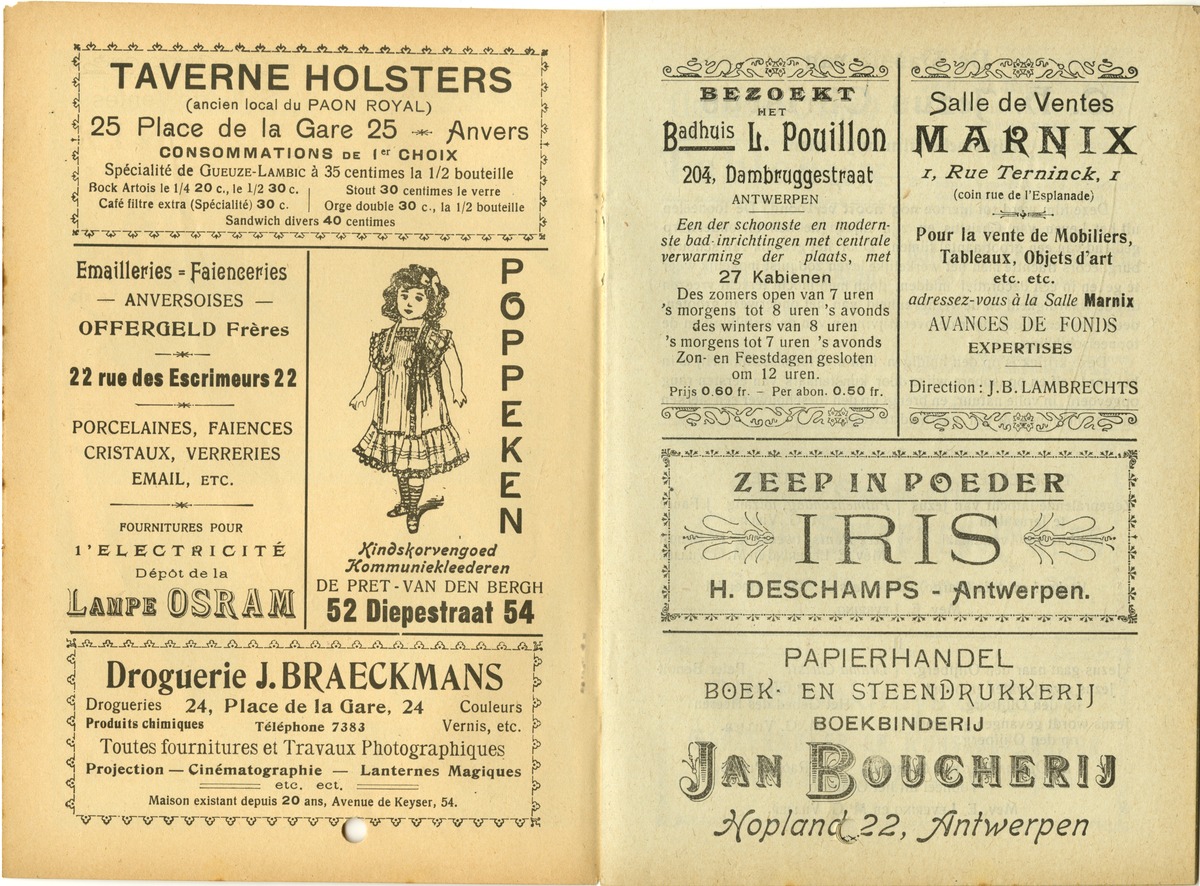 TAVERNE HOLSTERS
(ancien local du PAON ROYAL)
25 Place de la Gare 25 Anvers
CONSOMMATIONS DE 1er CHOIX
Spécialité de GUEUZE-LAMBIC à 35 centimes la 1/2 bouteille
Bock Artois le 1/4 20 c., le 1/2 30 c.
Café filtre extra (Spécialité) 30 c.
Stout 30 centimes le verre
Orge double 30 c., la 1/2 bouteille
Sandwich divers 40 centimes
Emailleries = Faienceries
— ANVERSOISES —
OFFERGELD Frères
22 rue des Escrimeurs 22
PORCELAINES, FAIENCES
CRISTAUX, VERRERIES
EMAIL, ETC.
FOURNITURES POUR
l'ELECTRICITÉ
Dépôt de la
LAMPE OSRAM
POPPEKEN
Kindskorvengoed
Kommuniekleederen
DE PRET-VAN DEN BERGH
52 Diepestraat 54
Droguerie J. BRAECKMANS
Drogueries 24, Place de la Gare, 24 Couleurs
Produits chimiques Téléphone 7383 Vernis, etc.
Toutes fournitures et Travaux Photographiques
Projection — Cinématographie — Lanternes Magiques
etc. ect.
Maison existant depuis 20 ans, Avenue de Keyser, 54.
BEZOEKT
HET
Badhuis L. Pouillon
204, Dambruggestraat
ANTWERPEN
Een der schoonste en modern-
ste bad-inrichtingen met centrale
verwarming der plaats, met
27 Kabienen
Des zomers open van 7 uren
's morgens tot 8 uren 's avonds
des winters van 8 uren
's morgens tot 7 uren 's avonds
Zon- en Feestdagen gesloten
om 12 uren.
Prijs 0.60 fr. – Per abon. 0.50 fr.
Salle de Ventes
MARNIX
1, Rue Terninck, 1
(coin rue de l'Esplanade)
Pour la vente de Mobiliers,
Tableaux, Objets d'art
etc. etc.
adressez-vous à la Salle Marnix
AVANCES DE FONDS
EXPERTISES
Direction : J. B. LAMBRECHTS
ZEEP IN POEDER
IRIS
H. DESCHAMPS - Antwerpen.
PAPIERHANDEL
BOEK- EN STEENDRUKKERIJ
BOEKBINDERIJ
JAN BOUCHERIJ
Hopland 22, Antwerpen